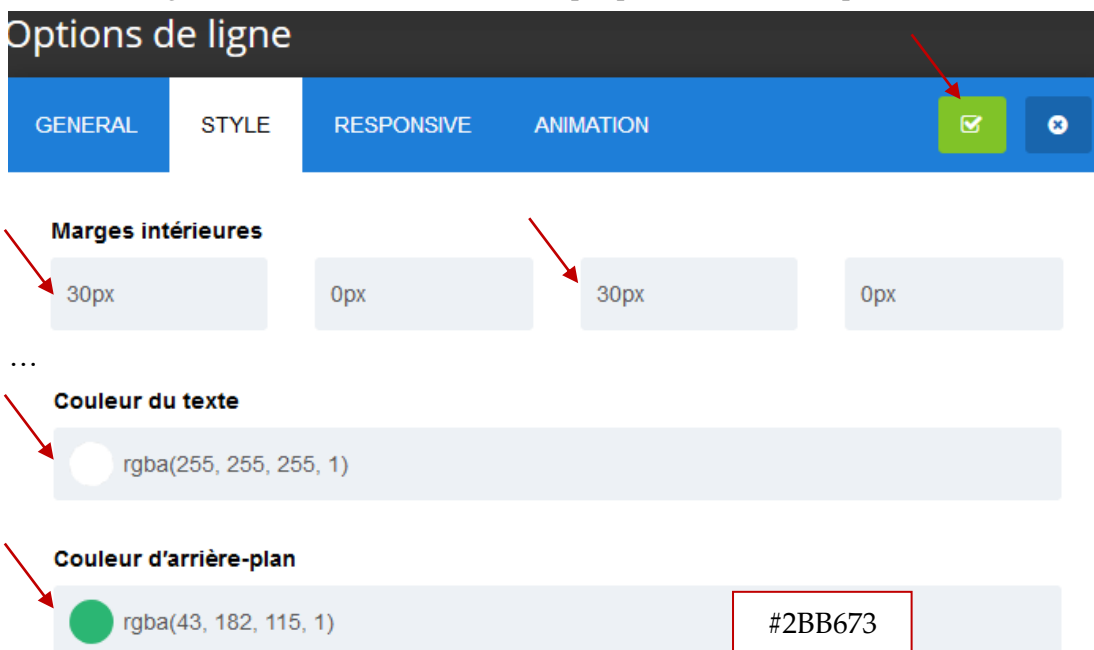 Options de ligne
GENERAL STYLE RESPONSIVE ANIMATION
Marges intérieures
30px 0px 30px 0px
…
Couleur du texte
rgba(255, 255, 255, 1)
Couleur d'arrière-plan
rgba(43, 182, 115, 1) #2BB673